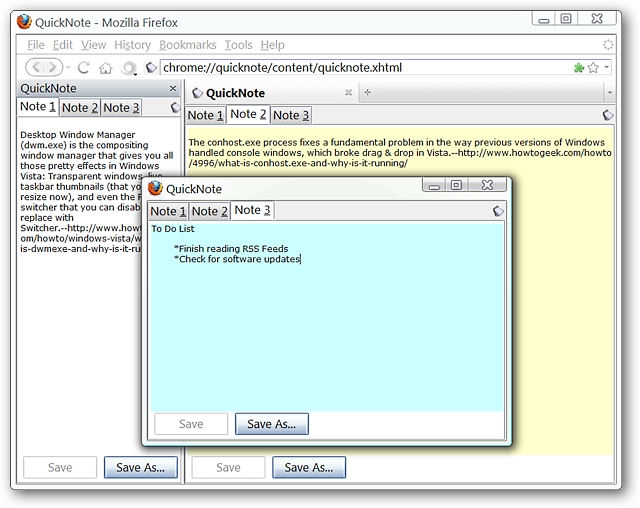 QuickNote - Mozilla Firefox
File Edit View History Bookmarks Tools Help
chrome://quicknote/content/quicknote.xhtml
QuickNote
Note 1 Note 2 Note 3
Desktop Window Manager
(dwm.exe) is the compositing
window manager that gives you all
those pretty effects in Windows
Vista: Transparent windows, live
taskbar thumbnails (that you
resize now), and even the
switcher that you can disab
replace with
Switcher.--http://www.howt
om/howto/windows-vista/w
is-dwmexe-and-why-is-it-ru
Save Save As...
QuickNote
Note 1 Note 2 Note 3
The conhost.exe process fixes a fundamental problem in the way previous versions of Windows
handled console windows, which broke drag & drop in Vista.--http://www.howtogeek.com/howto
/4996/what-is-conhost.exe-and-why-is-it-running/
Save Save As...
QuickNote
Note 1 Note 2 Note 3
To Do List
*Finish reading RSS Feeds
*Check for software updates
Save Save As...